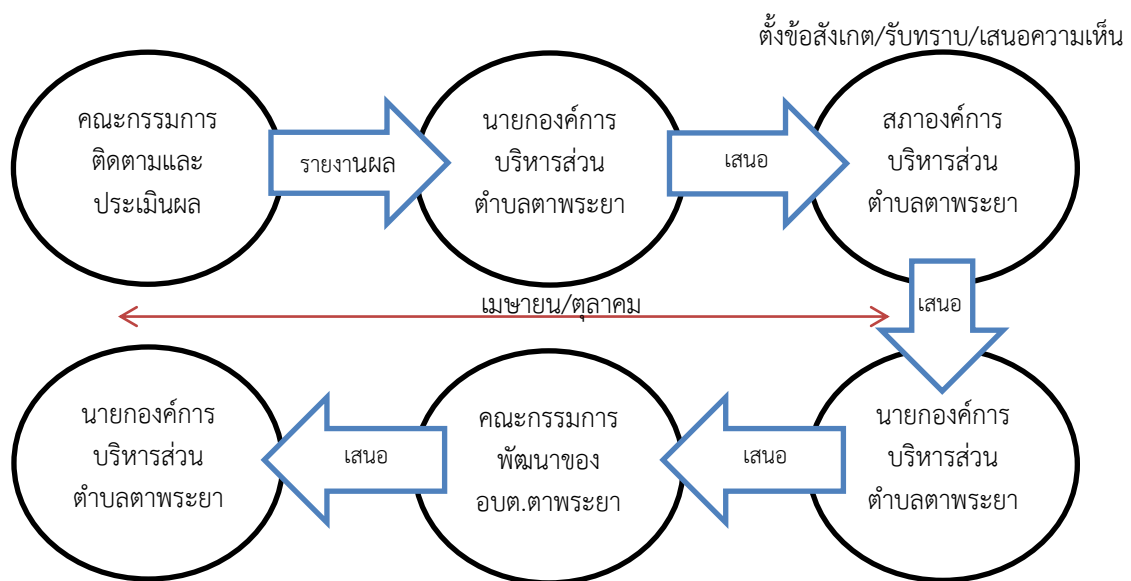 ตั้งข้อสังเกต/รับทราบ/เสนอความเห็น
คณะกรรมการ
ติดตามและ
ประเมินผล
รายงานผล
นายกองค์การ
บริหารส่วน
ตำบลตาพระยา
เสนอ
สภาองค์การ
บริหารส่วน
ตำบลตาพระยา
เสนอ
เมษายน/ตุลาคม
นายกองค์การ
บริหารส่วน
ตำบลตาพระยา
เสนอ
คณะกรรมการ
พัฒนาของ
อบต.ตาพระยา
เสนอ
นายกองค์การ
บริหารส่วน
ตำบลตาพระยา